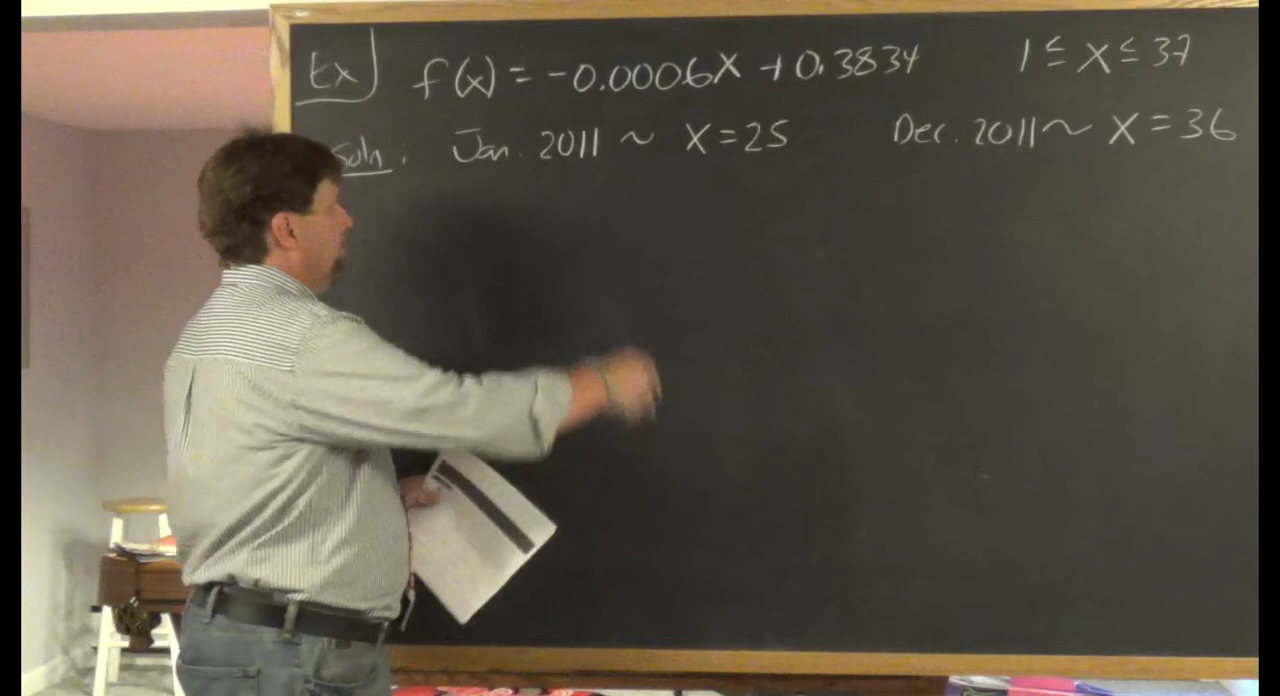 Ex) f(x) = -0.0006x + 0.3834 1 ≤ x ≤ 37
Soln: Jan. 2011 ~ x = 25 Dec. 2011 ~ x = 36